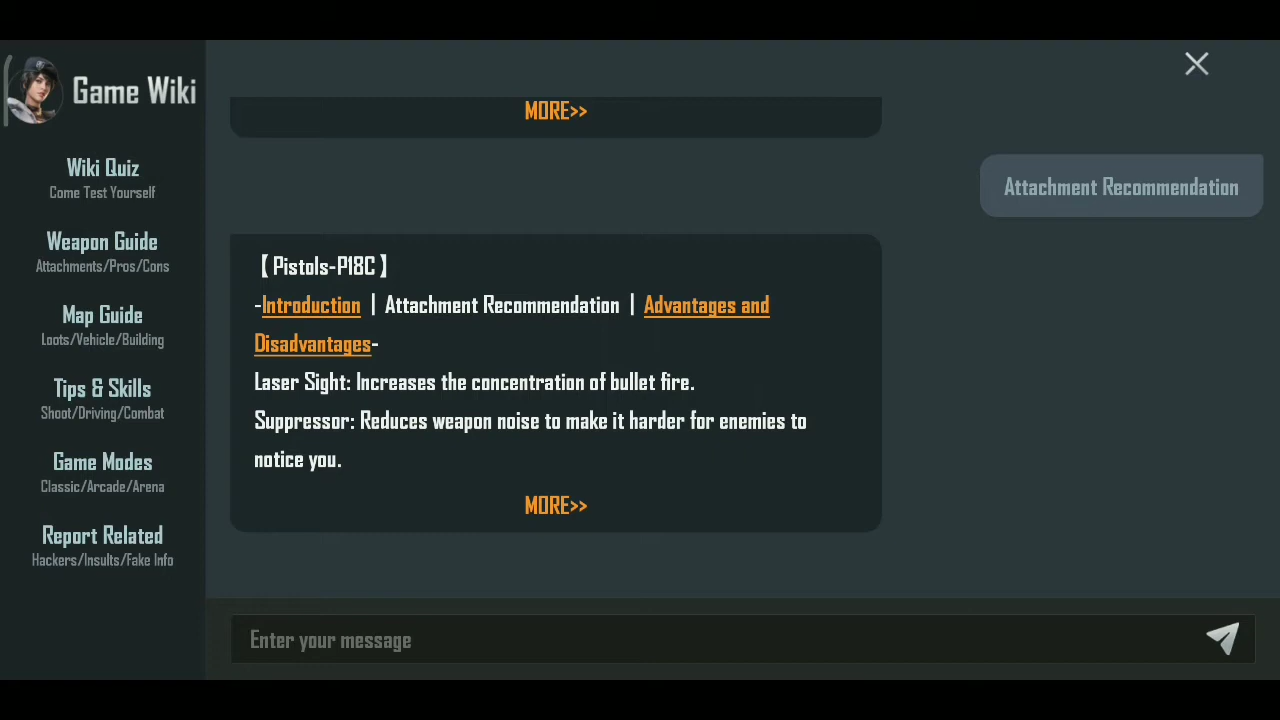 Game Wiki
Wiki Quiz
Come Test Yourself
Weapon Guide
Attachments/Pros/Cons
Map Guide
Loots/Vehicle/Building
Tips & Skills
Shoot/Driving/Combat
Game Modes
Classic/Arcade/Arena
Report Related
Hackers/Insults/Fake Info
MORE>>
Attachment Recommendation
【Pistols-P18C】
-Introduction | Attachment Recommendation | Advantages and
Disadvantages-
Laser Sight: Increases the concentration of bullet fire.
Suppressor: Reduces weapon noise to make it harder for enemies to
notice you.
MORE>>
Enter your message